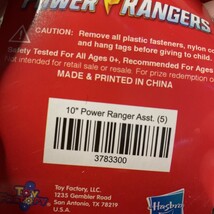 POWER RANGERS
CAUTION: Remove all plastic fasteners, nylon
and hang tags before giving to child.
Safety Tested For All Ages 0+, Recommended For Ages
Not intended for retail sale or resale. For prize redemption
MADE & PRINTED IN CHINA
10" Power Ranger Asst. (5)
3783300
Toy Factory, LLC.
1235 Gembler Road
San Antonio, TX 78219
U.S.A.
Hasbro